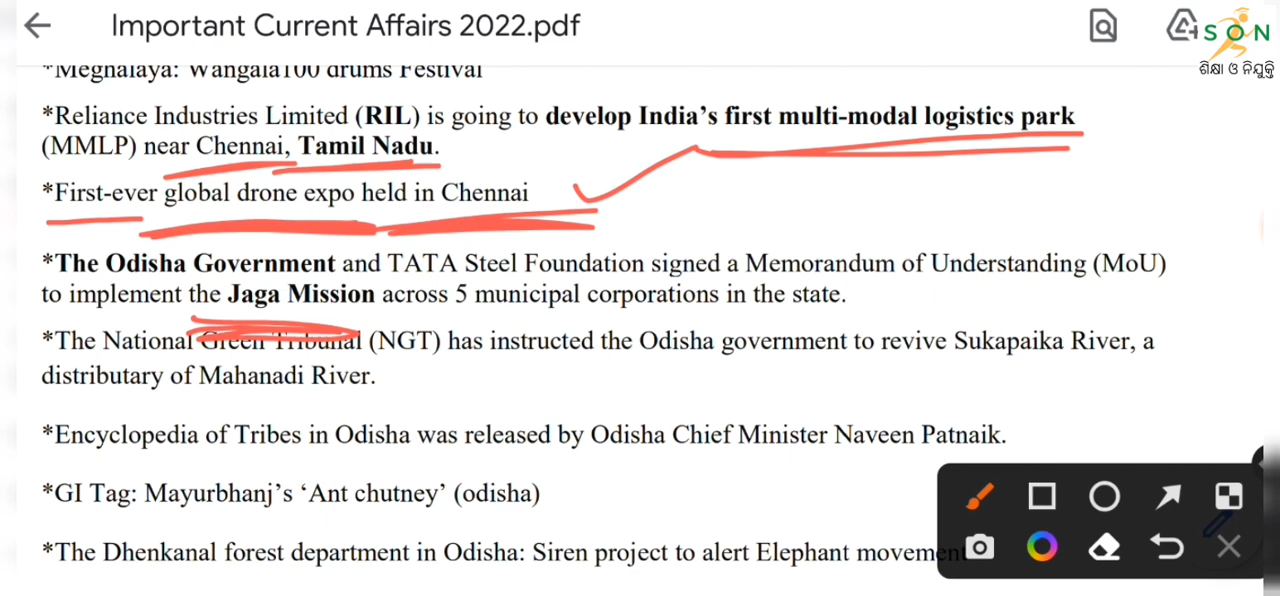 Important Current Affairs 2022.pdf
SON
ଶିକ୍ଷା ଓ ନିଯୁକ୍ତି
*Meghalaya: Wangala100 drums Festival
*Reliance Industries Limited (RIL) is going to develop India's first multi-modal logistics park
(MMLP) near Chennai, Tamil Nadu.
*First-ever global drone expo held in Chennai
*The Odisha Government and TATA Steel Foundation signed a Memorandum of Understanding (MoU)
to implement the Jaga Mission across 5 municipal corporations in the state.
*The National Green Tribunal (NGT) has instructed the Odisha government to revive Sukapaika River, a
distributary of Mahanadi River.
*Encyclopedia of Tribes in Odisha was released by Odisha Chief Minister Naveen Patnaik.
*GI Tag: Mayurbhanj's ‘Ant chutney’ (odisha)
*The Dhenkanal forest department in Odisha: Siren project to alert Elephant movement